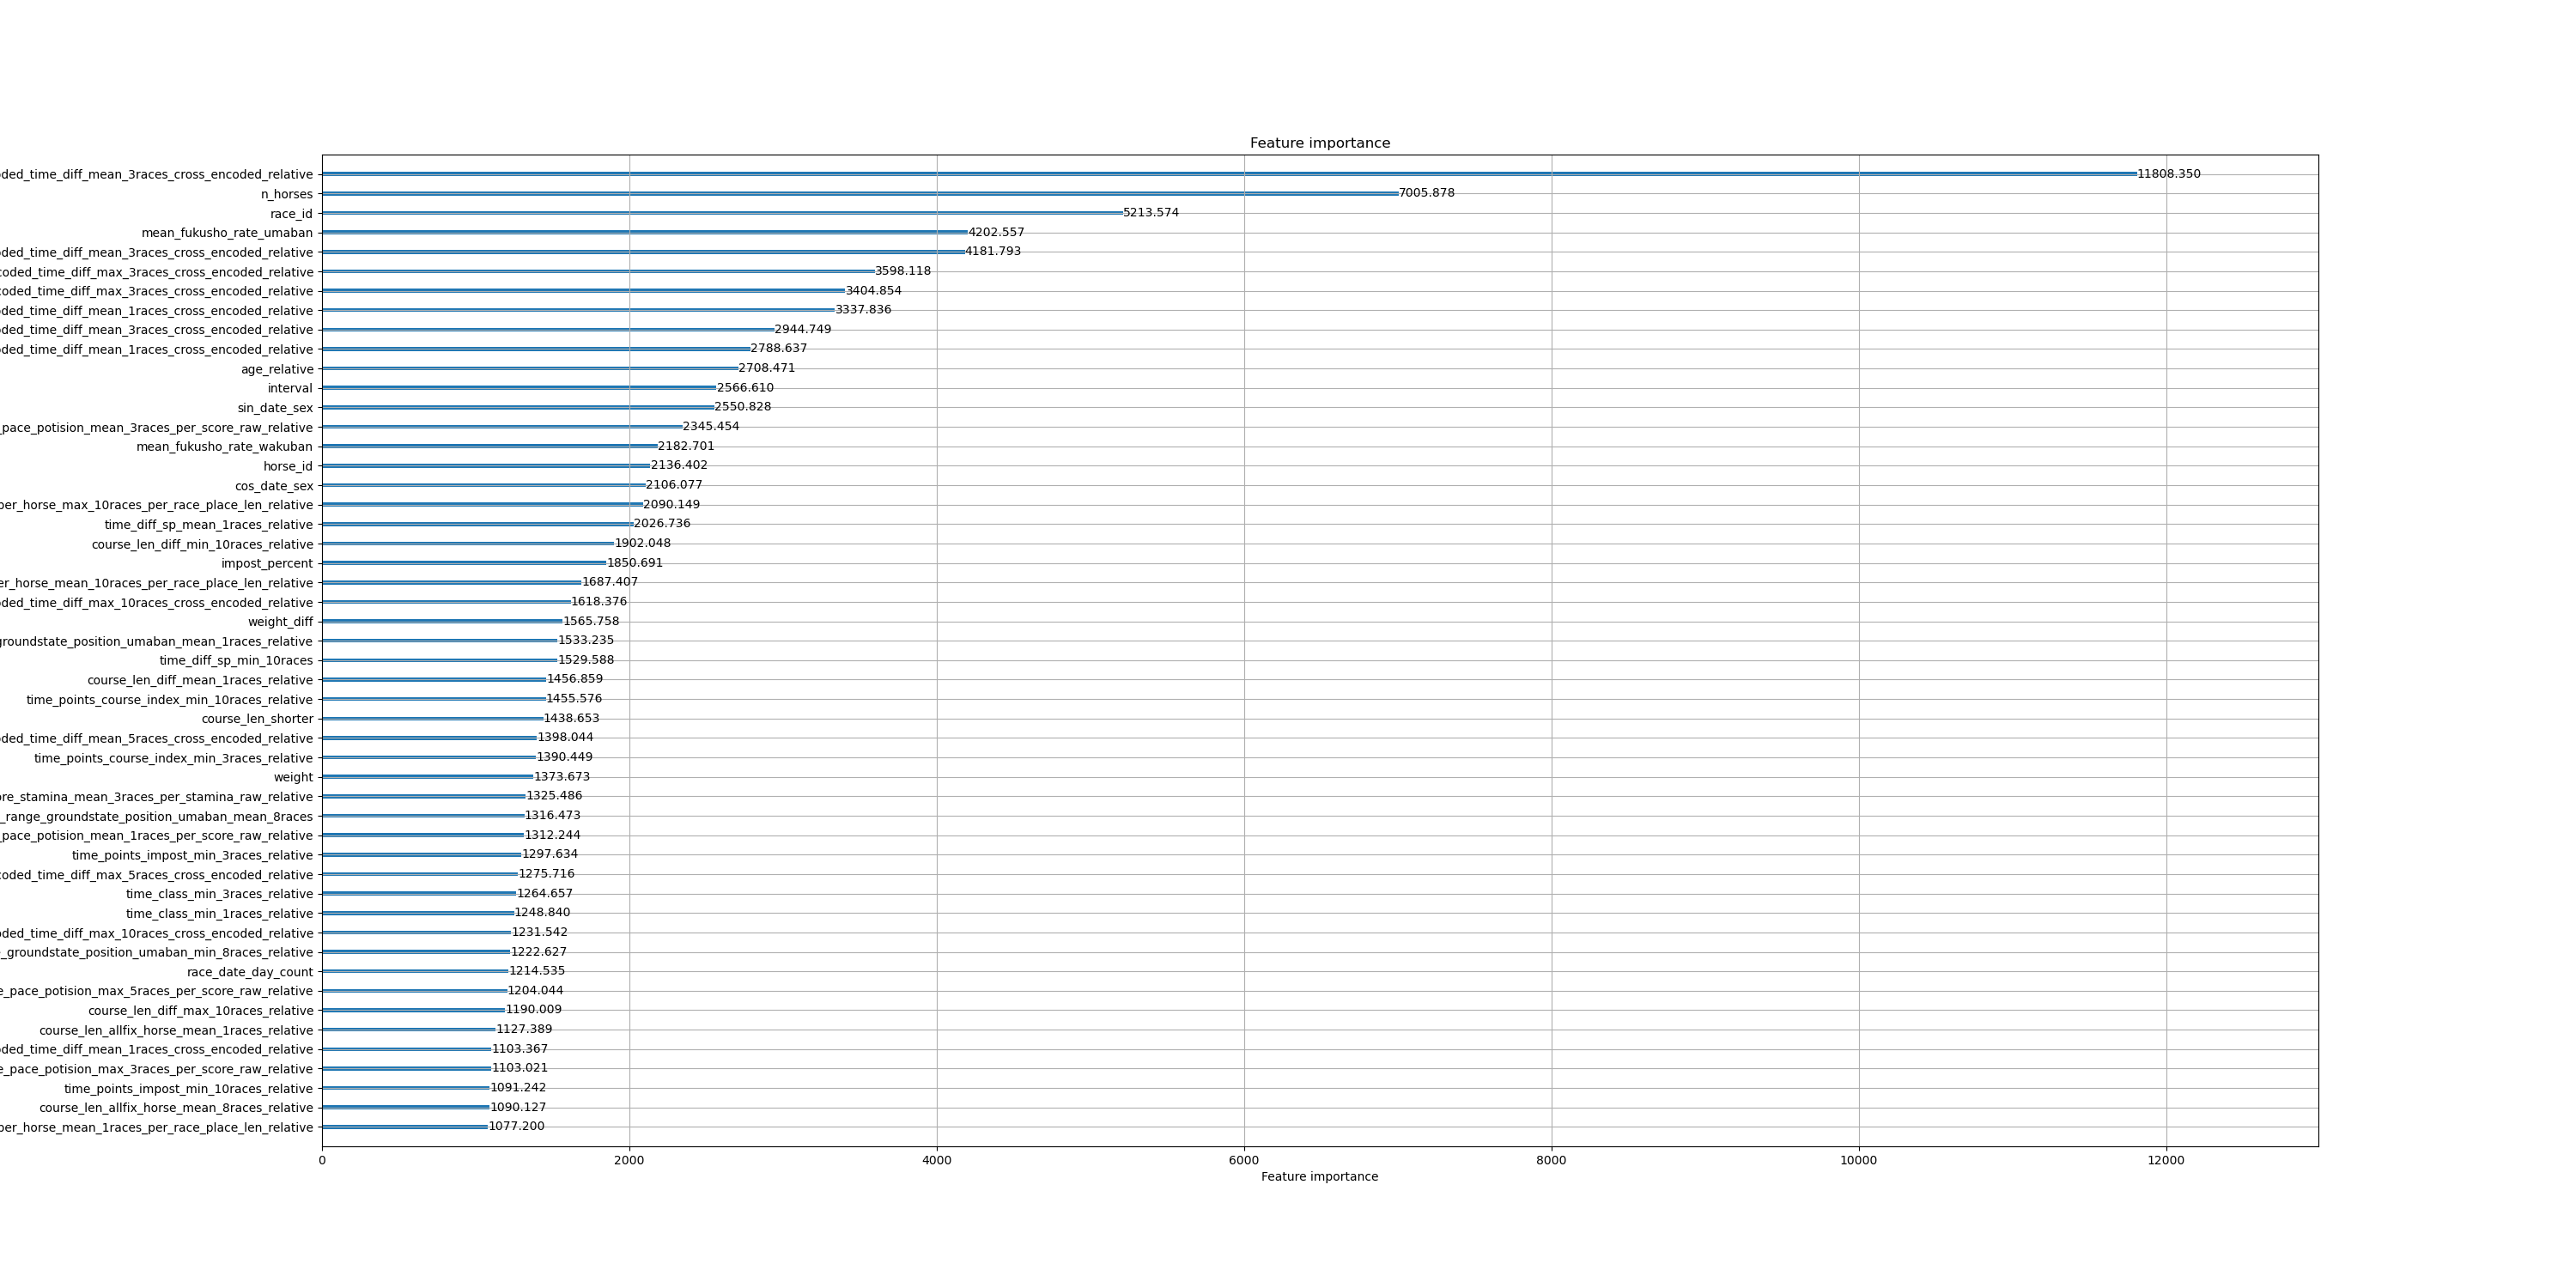 Feature importance
ded_time_diff_mean_3races_cross_encoded_relative 11808.350
n_horses 7005.878
race_id 5213.574
mean_fukusho_rate_umaban 4202.557
ded_time_diff_mean_3races_cross_encoded_relative 4181.793
coded_time_diff_max_3races_cross_encoded_relative 3598.118
coded_time_diff_max_3races_cross_encoded_relative 3404.854
ded_time_diff_mean_1races_cross_encoded_relative 3337.836
ded_time_diff_mean_3races_cross_encoded_relative 2944.749
ded_time_diff_mean_1races_cross_encoded_relative 2788.637
age_relative 2708.471
interval 2566.610
sin_date_sex 2550.828
_pace_potision_mean_3races_per_score_raw_relative 2345.454
mean_fukusho_rate_wakuban 2182.701
horse_id 2136.402
cos_date_sex 2106.077
per_horse_max_10races_per_race_place_len_relative 2090.149
time_diff_sp_mean_1races_relative 2026.736
course_len_diff_min_10races_relative 1902.048
impost_percent 1850.691
er_horse_mean_10races_per_race_place_len_relative 1687.407
ded_time_diff_max_10races_cross_encoded_relative 1618.376
weight_diff 1565.758
groundstate_position_umaban_mean_1races_relative 1533.235
time_diff_sp_min_10races 1529.588
course_len_diff_mean_1races_relative 1456.859
time_points_course_index_min_10races_relative 1455.576
course_len_shorter 1438.653
ded_time_diff_mean_5races_cross_encoded_relative 1398.044
time_points_course_index_min_3races_relative 1390.449
weight 1373.673
ore_stamina_mean_3races_per_stamina_raw_relative 1325.486
_range_groundstate_position_umaban_mean_8races 1316.473
_pace_potision_mean_1races_per_score_raw_relative 1312.244
time_points_impost_min_3races_relative 1297.634
coded_time_diff_max_5races_cross_encoded_relative 1275.716
time_class_min_3races_relative 1264.657
time_class_min_1races_relative 1248.840
ded_time_diff_max_10races_cross_encoded_relative 1231.542
_groundstate_position_umaban_min_8races_relative 1222.627
race_date_day_count 1214.535
e_pace_potision_max_5races_per_score_raw_relative 1204.044
course_len_diff_max_10races_relative 1190.009
course_len_allfix_horse_mean_1races_relative 1127.389
ded_time_diff_mean_1races_cross_encoded_relative 1103.367
e_pace_potision_max_3races_per_score_raw_relative 1103.021
time_points_impost_min_10races_relative 1091.242
course_len_allfix_horse_mean_8races_relative 1090.127
per_horse_mean_1races_per_race_place_len_relative 1077.200
0 2000 4000 6000 8000 10000 12000
Feature importance